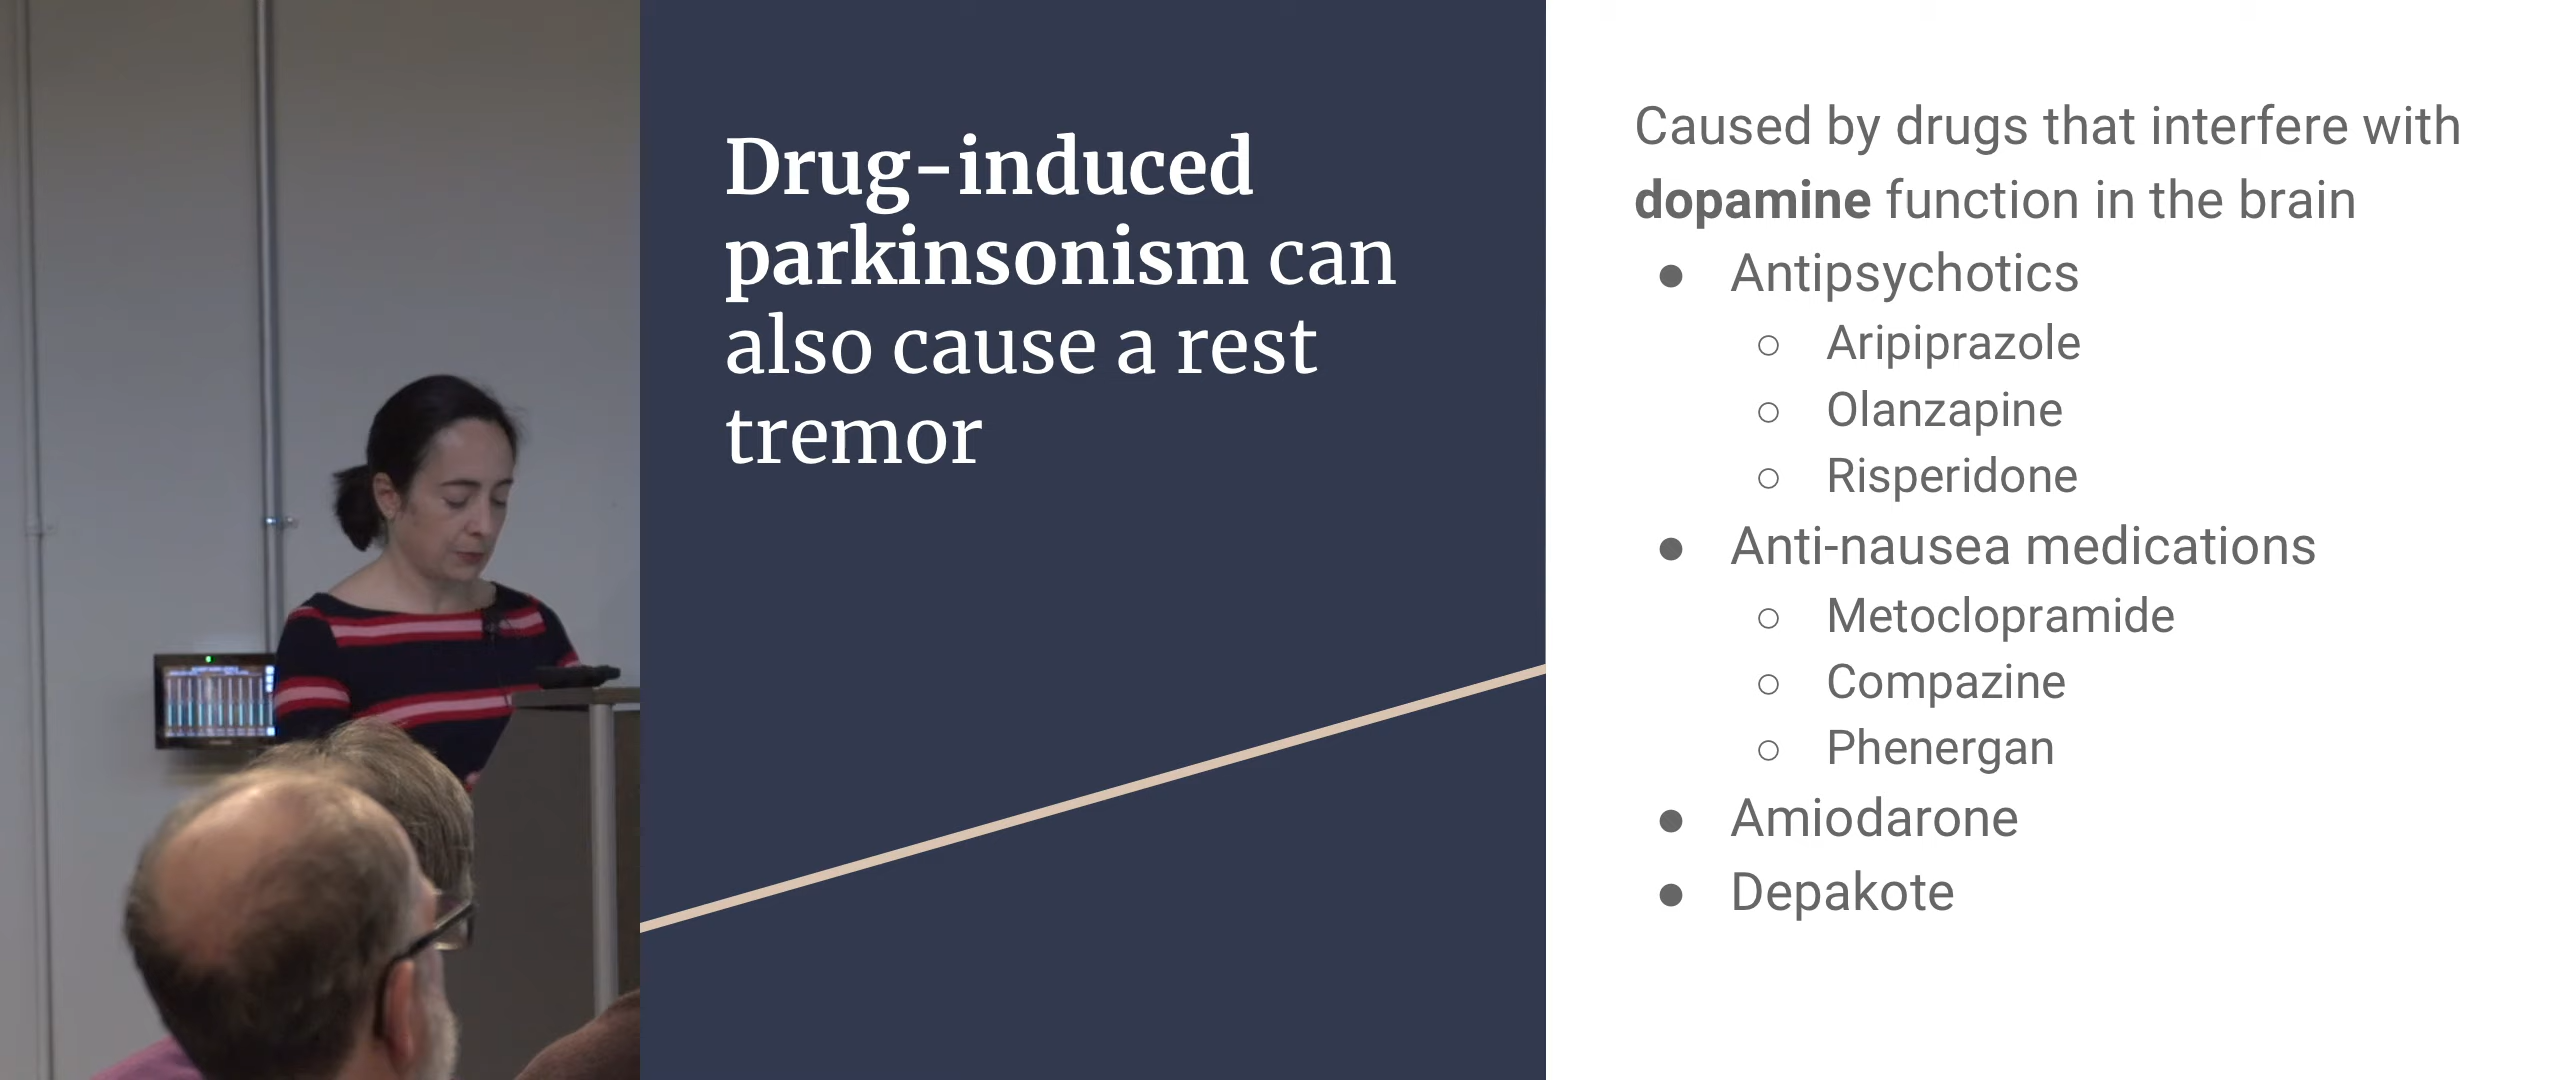 Drug-induced
parkinsonism can
also cause a rest
tremor
Caused by drugs that interfere with
dopamine function in the brain
● Antipsychotics
○ Aripiprazole
○ Olanzapine
○ Risperidone
● Anti-nausea medications
○ Metoclopramide
○ Compazine
○ Phenergan
● Amiodarone
● Depakote